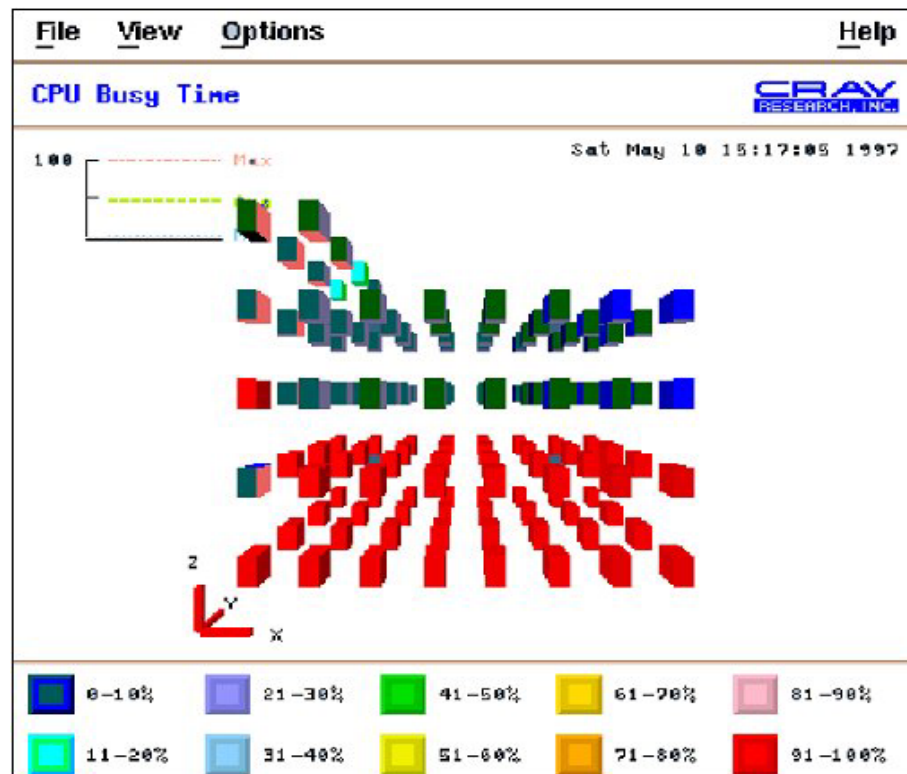 File View Options Help
CPU Busy Time
CRAY
RESEARCH, INC.
Sat May 10 15:17:05 1997
100
Max
Z
Y
X
0-10% 21-30% 41-50% 61-70% 81-90%
11-20% 31-40% 51-60% 71-80% 91-100%